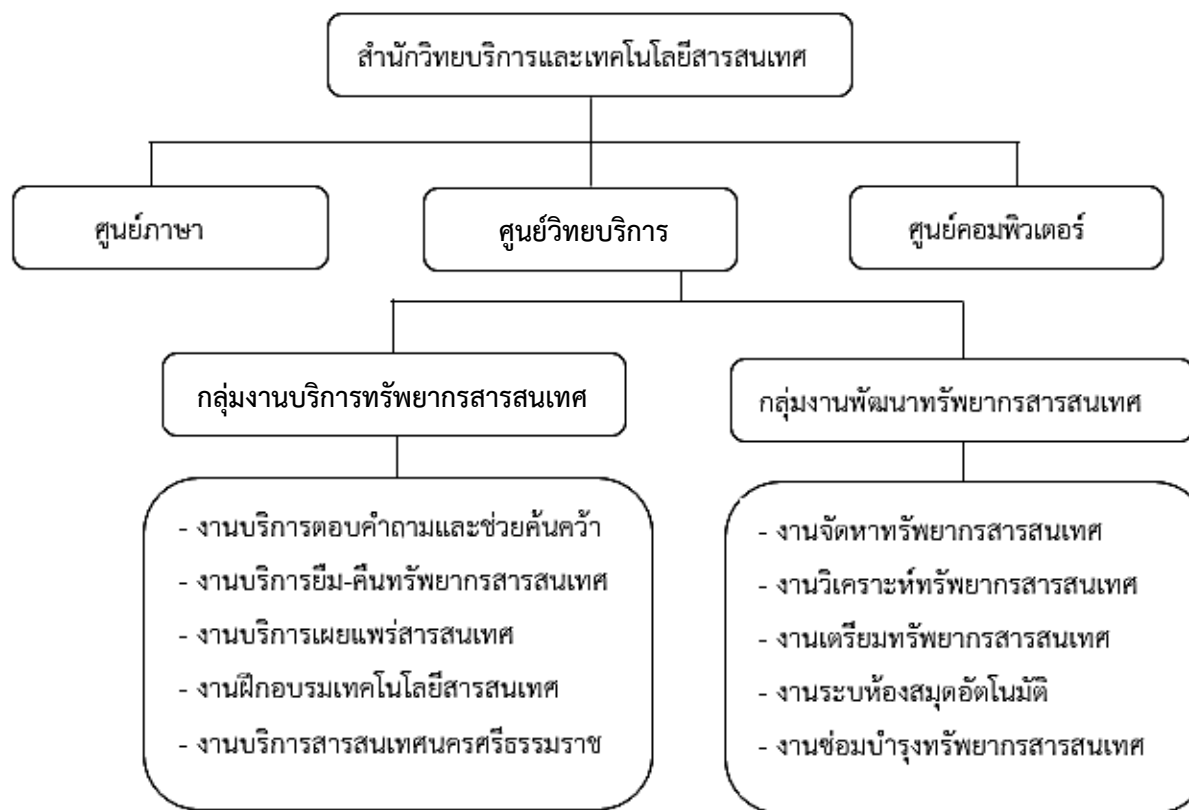 สำนักวิทยบริการและเทคโนโลยีสารสนเทศ
ศูนย์ภาษา
ศูนย์วิทยบริการ
ศูนย์คอมพิวเตอร์
กลุ่มงานบริการทรัพยากรสารสนเทศ
กลุ่มงานพัฒนาทรัพยากรสารสนเทศ
- งานบริการตอบคำถามและช่วยค้นคว้า
- งานบริการยืม-คืนทรัพยากรสารสนเทศ
- งานบริการเผยแพร่สารสนเทศ
- งานฝึกอบรมเทคโนโลยีสารสนเทศ
- งานบริการสารสนเทศนครศรีธรรมราช
- งานจัดหาทรัพยากรสารสนเทศ
- งานวิเคราะห์ทรัพยากรสารสนเทศ
- งานเตรียมทรัพยากรสารสนเทศ
- งานระบบห้องสมุดอัตโนมัติ
- งานซ่อมบำรุงทรัพยากรสารสนเทศ